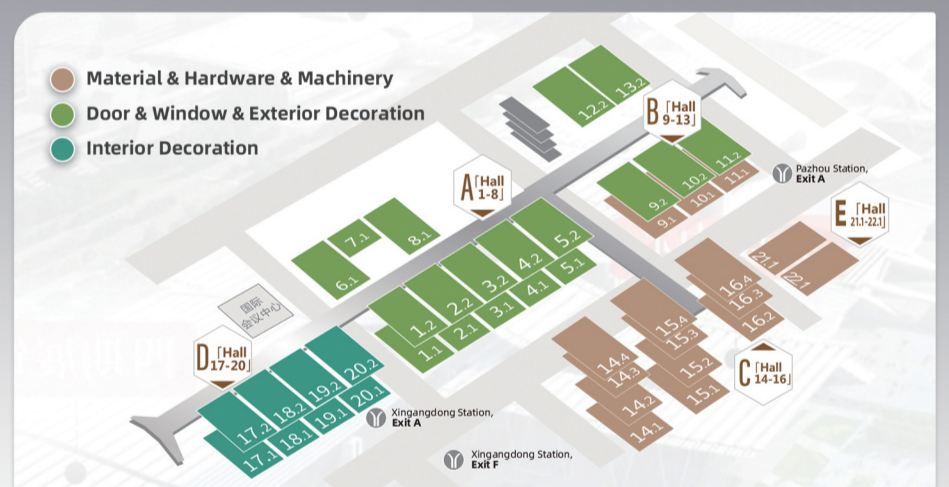 Material & Hardware & Machinery
Door & Window & Exterior Decoration
Interior Decoration
12.2
13.2
B「Hall
9-13」
11.2
10.2
9.2
11.1
10.1
9.1
Pazhou Station,
Exit A
A「Hall
1-8」
E「Hall
21.1-22.1」
7.1
8.1
6.1
5.2
4.2
3.2
2.2
1.2
5.1
4.1
3.1
2.1
1.1
21.1
22.1
16.4
16.3
16.2
15.4
15.3
15.2
15.1
14.4
14.3
14.2
14.1
C「Hall
14-16」
国际
会议中心
D「Hall
17-20」
20.2
19.2
18.2
17.2
20.1
19.1
18.1
17.1
Xingangdong Station,
Exit A
Xingangdong Station,
Exit F